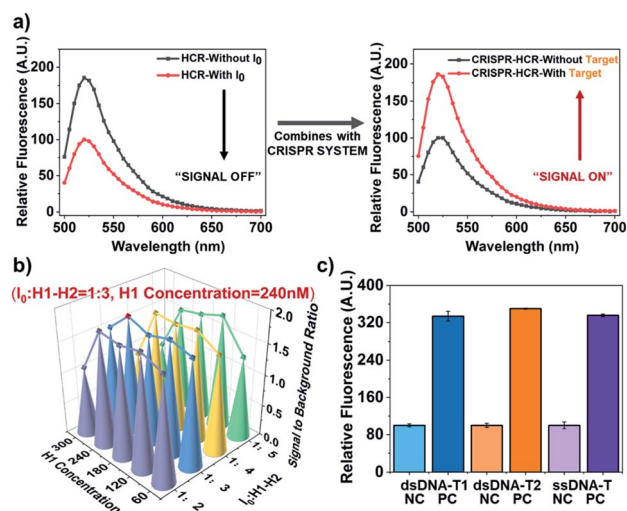 a)
Relative Fluorescence (A.U.)
200
150
100
50
0
HCR-Without I₀
HCR-With I₀
“SIGNAL OFF”
500 550 600 650 700
Wavelength (nm)
Combines with
CRISPR SYSTEM
Relative Fluorescence (A.U.)
200
150
100
50
0
CRISPR-HCR-Without Target
CRISPR-HCR-With Target
“SIGNAL ON”
500 550 600 650 700
Wavelength (nm)
b)
(I₀:H1-H2=1:3, H1 Concentration=240nM)
2.0
1.5
1.0
0.5
0.0
Signal to Background Ratio
300
240
180
120
60
H1 Concentration
1: 2
1: 3
1: 4
1: 5
I₀:H1-H2
c)
Relative Fluorescence (A.U.)
400
320
240
160
80
0
dsDNA-T1 dsDNA-T2 ssDNA-T
NC PC NC PC NC PC